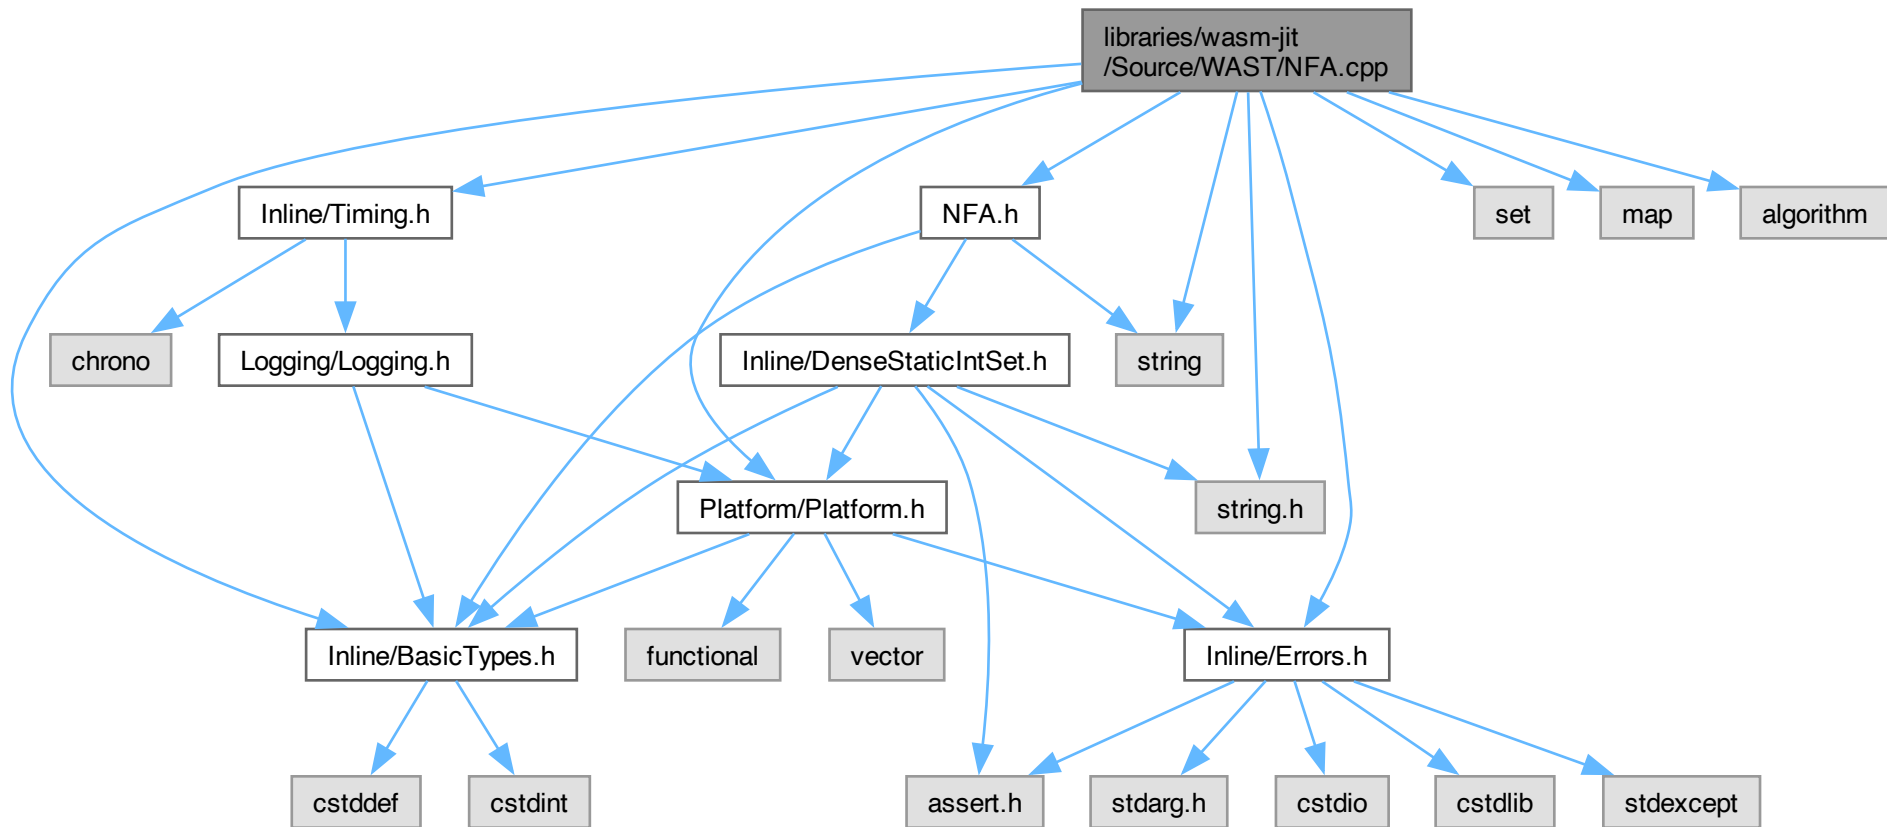 libraries/wasm-jit
/Source/WAST/NFA.cpp
Inline/Timing.h
NFA.h
set
map
algorithm
chrono
Logging/Logging.h
Inline/DenseStaticIntSet.h
string
Platform/Platform.h
string.h
Inline/BasicTypes.h
functional
vector
Inline/Errors.h
cstddef
cstdint
assert.h
stdarg.h
cstdio
cstdlib
stdexcept